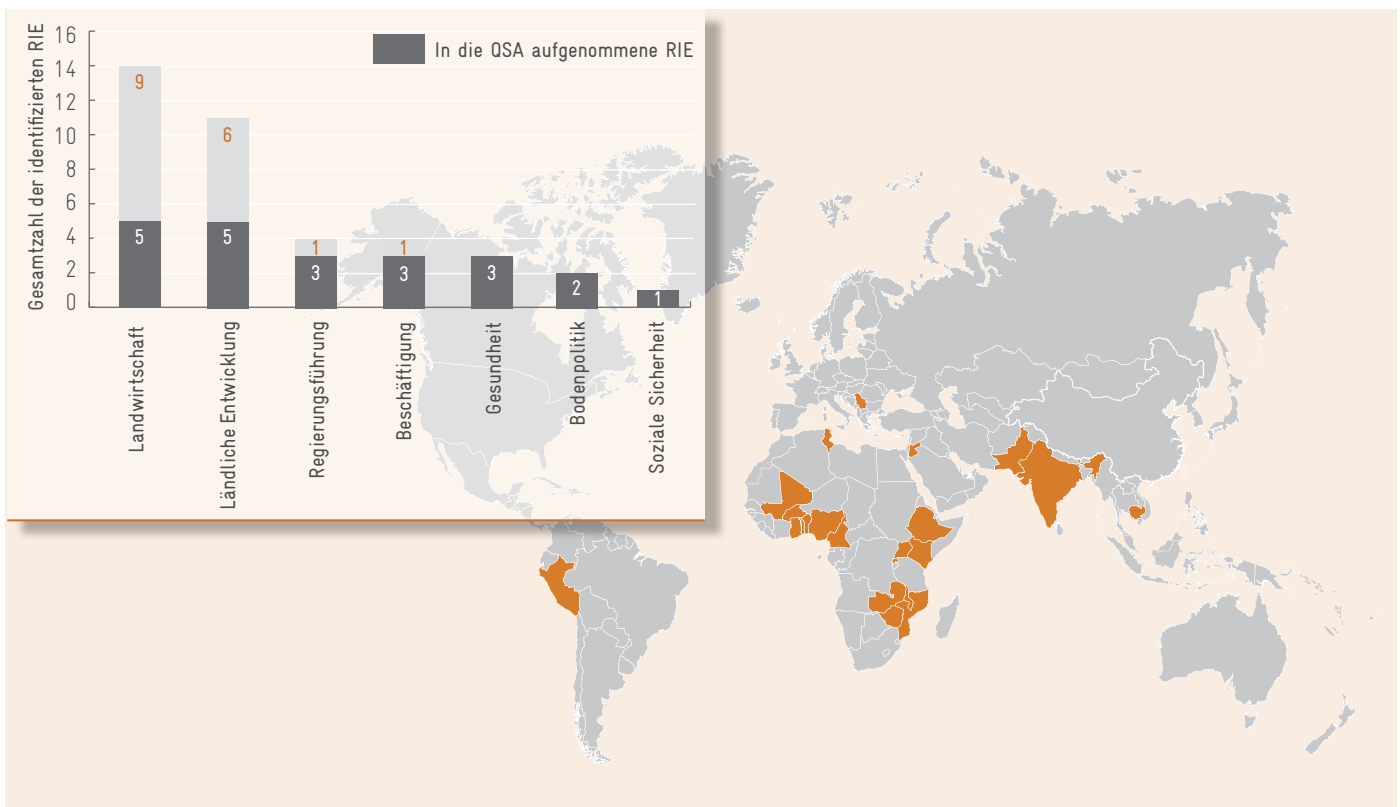 Gesamtzahl der identifizierten RIE
16
14
12
10
8
6
4
2
0
In die QSA aufgenommene RIE
9
5
6
5
1
3
1
3
3
2
1
Landwirtschaft
Ländliche Entwicklung
Regierungsführung
Beschäftigung
Gesundheit
Bodenpolitik
Soziale Sicherheit